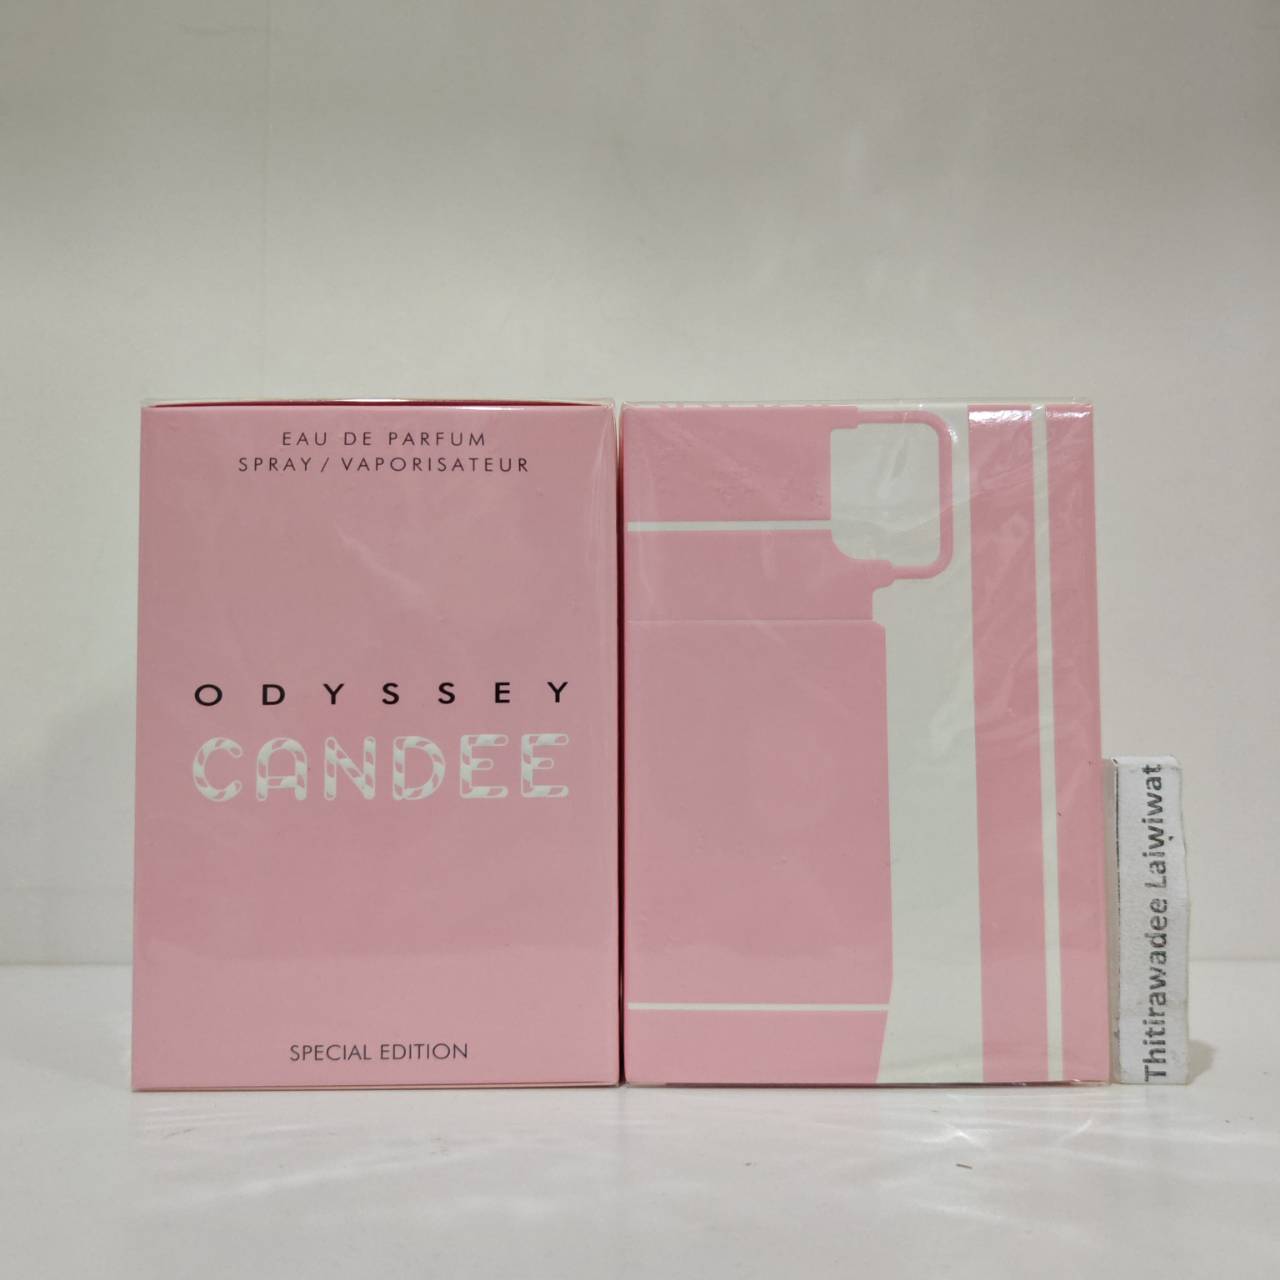 EAU DE PARFUM
SPRAY / VAPORISATEUR
ODYSSEY
CANDEE
SPECIAL EDITION
Thitirawadee Laiwiwat